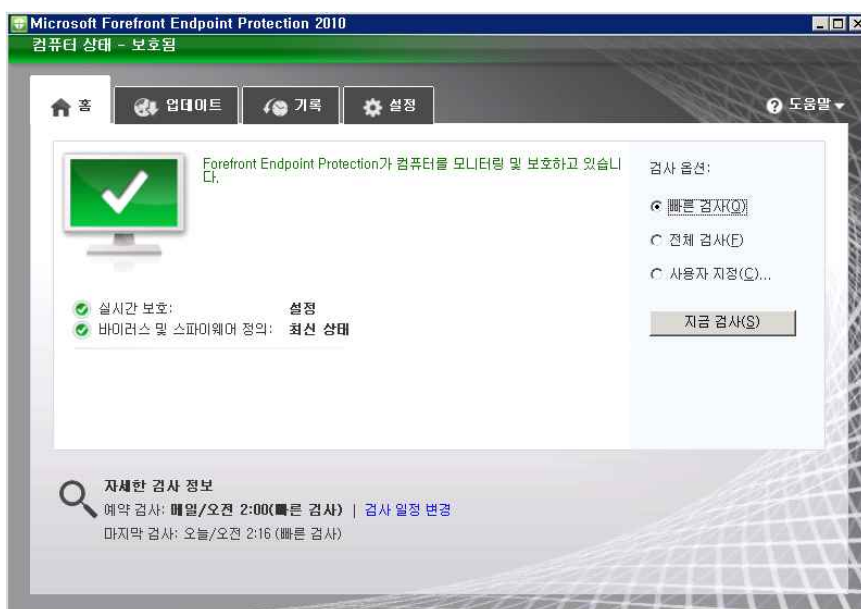 Microsoft Forefront Endpoint Protection 2010
컴퓨터 상태 - 보호됨
홈
업데이트
기록
설정
도움말
Forefront Endpoint Protection가 컴퓨터를 모니터링 및 보호하고 있습니
다.
검사 옵션:
빠른 검사(Q)
전체 검사(F)
사용자 지정(C)...
지금 검사(S)
실시간 보호: 설정
바이러스 및 스파이웨어 정의: 최신 상태
자세한 검사 정보
예약 검사: 매일/오전 2:00(빠른 검사) | 검사 일정 변경
마지막 검사: 오늘/오전 2:16 (빠른 검사)